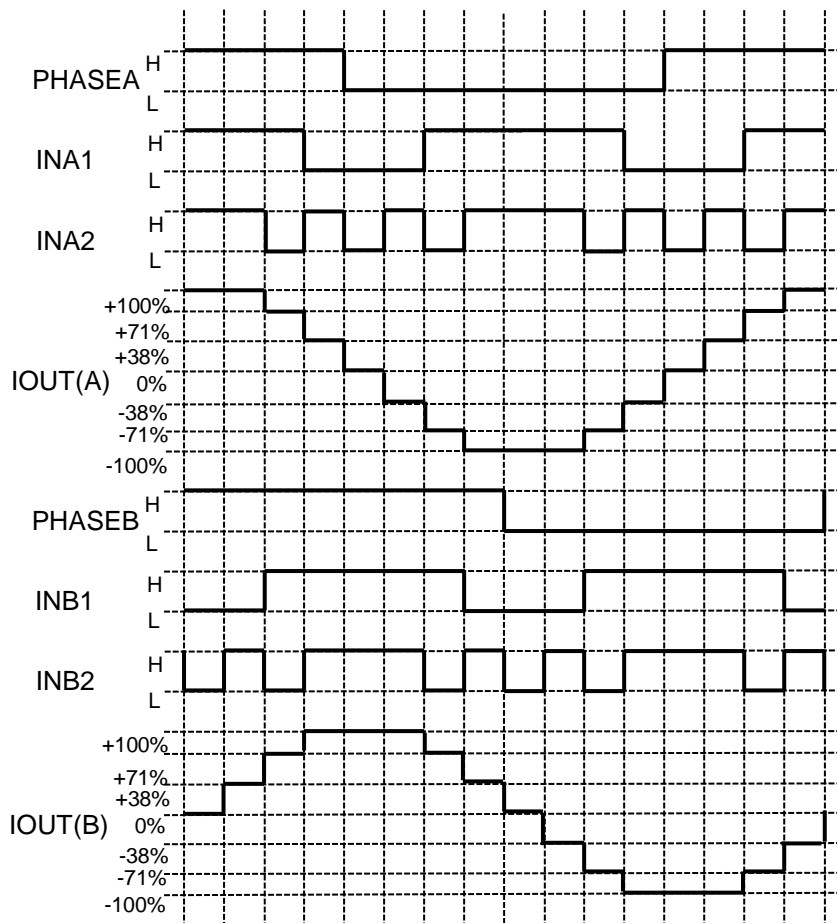 PHASEA
H
L
INA1
H
L
INA2
H
L
IOUT(A)
+100%
+71%
+38%
0%
-38%
-71%
-100%
PHASEB
H
L
INB1
H
L
INB2
H
L
IOUT(B)
+100%
+71%
+38%
0%
-38%
-71%
-100%